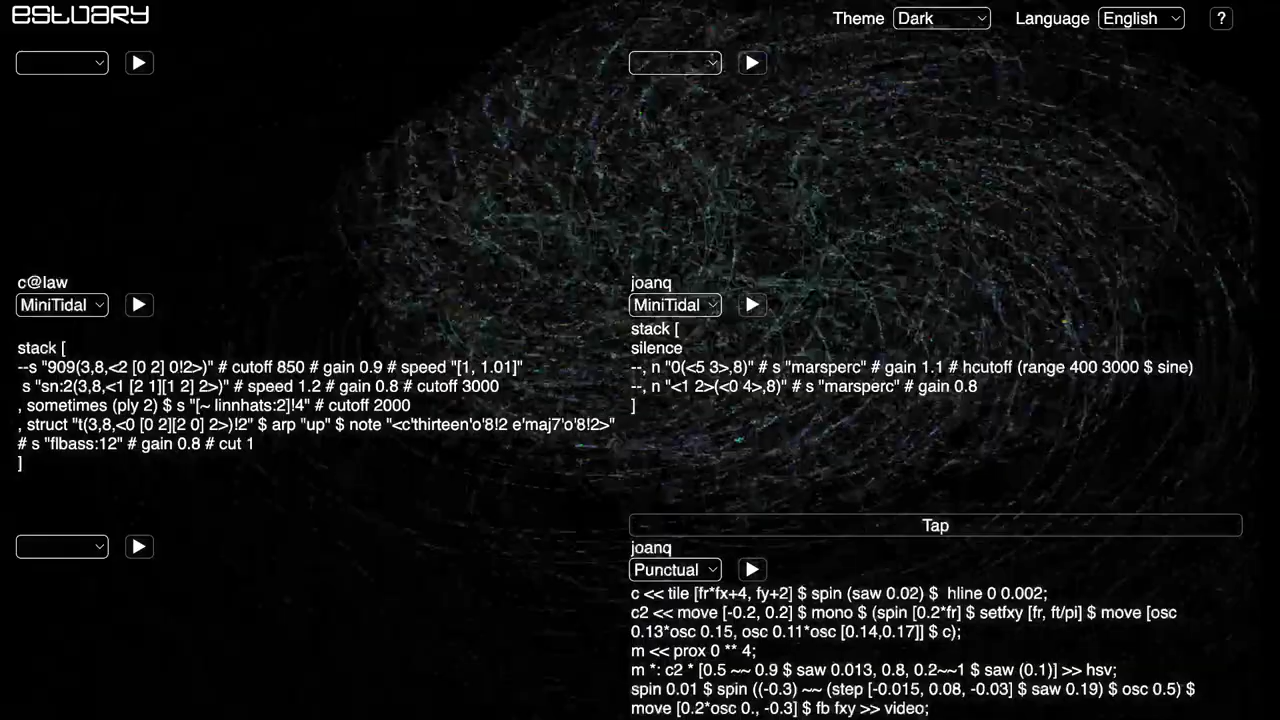 estuary
Theme Dark Language English ?
c@law
MiniTidal
stack [
--s "909(3,8,<2 [0 2] 0!2>)" # cutoff 850 # gain 0.9 # speed "[1, 1.01]"
s "sn:2(3,8,<1 [2 1][1 2] 2>)" # speed 1.2 # gain 0.8 # cutoff 3000
, sometimes (ply 2) $ s "[~ linnhats:2]!4" # cutoff 2000
, struct "t(3,8,<0 [0 2][2 0] 2>)!2" $ arp "up" $ note "<c'thirteen'o'8!2 e'maj7'o'8!2>"
# s "flbass:12" # gain 0.8 # cut 1
]
joanq
MiniTidal
stack [
silence
--, n "0(<5 3>,8)" # s "marsperc" # gain 1.1 # hcutoff (range 400 3000 $ sine)
--, n "<1 2>(<0 4>,8)" # s "marsperc" # gain 0.8
]
Tap
joanq
Punctual
c << tile [fr*fx+4, fy+2] $ spin (saw 0.02) $ hline 0 0.002;
c2 << move [-0.2, 0.2] $ mono $ (spin [0.2*fr] $ setfxy [fr, ft/pi] $ move [osc
0.13*osc 0.15, osc 0.11*osc [0.14,0.17]] $ c);
m << prox 0 ** 4;
m *: c2 * [0.5 ~~ 0.9 $ saw 0.013, 0.8, 0.2~~1 $ saw (0.1)] >> hsv;
spin 0.01 $ spin ((-0.3) ~~ (step [-0.015, 0.08, -0.03] $ saw 0.19) $ osc 0.5) $
move [0.2*osc 0., -0.3] $ fb fxy >> video;